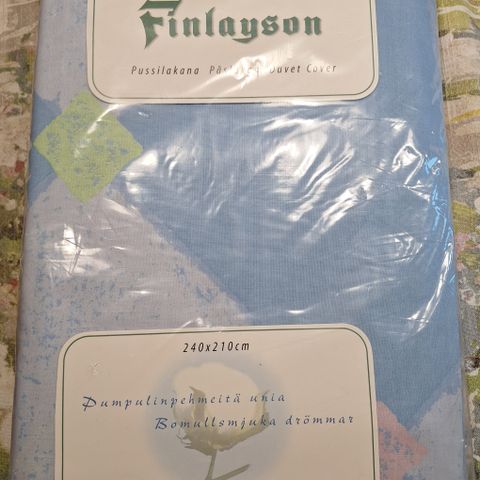 Finlayson
Pussilakana Duvet Cover
240x210cm
Pumpulinpehmeitä unia
Bomullsmjuka drömmar